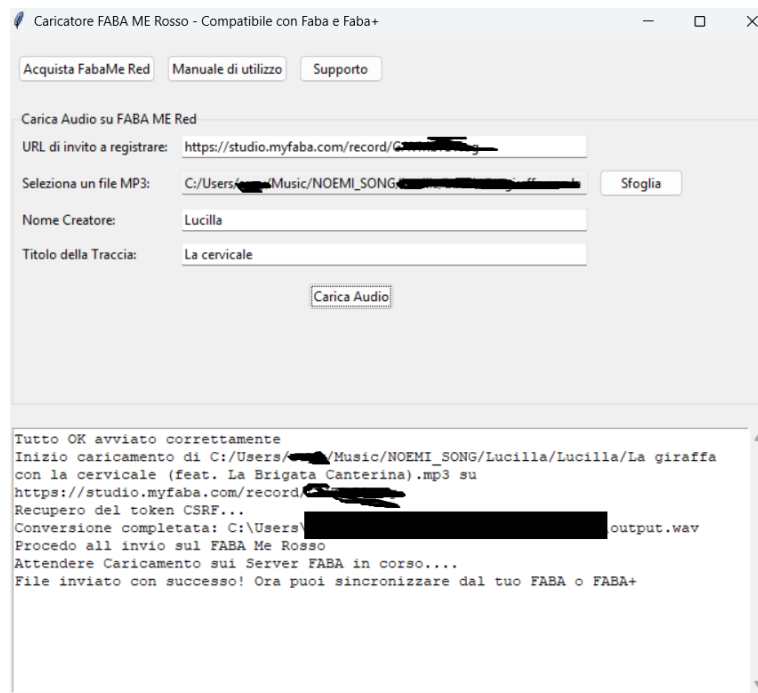 Caricatore FABA ME Rosso - Compatibile con Faba e Faba+
Acquista FabaMe Red Manuale di utilizzo Supporto
Carica Audio su FABA ME Red
URL di invito a registrare: https://studio.myfaba.com/record/
Seleziona un file MP3: C:/Users/ /Music/NOEMI_SONG/ Sfoglia
Nome Creatore: Lucilla
Titolo della Traccia: La cervicale
Carica Audio
Tutto OK avviato correttamente
Inizio caricamento di C:/Users/ /Music/NOEMI_SONG/Lucilla/Lucilla/La giraffa
con la cervicale (feat. La Brigata Canterina).mp3 su
https://studio.myfaba.com/record/
Recupero del token CSRF...
Conversione completata: C:\Users\ output.wav
Procedo all invio sul FABA Me Rosso
Attendere Caricamento sui Server FABA in corso....
File inviato con successo! Ora puoi sincronizzare dal tuo FABA o FABA+